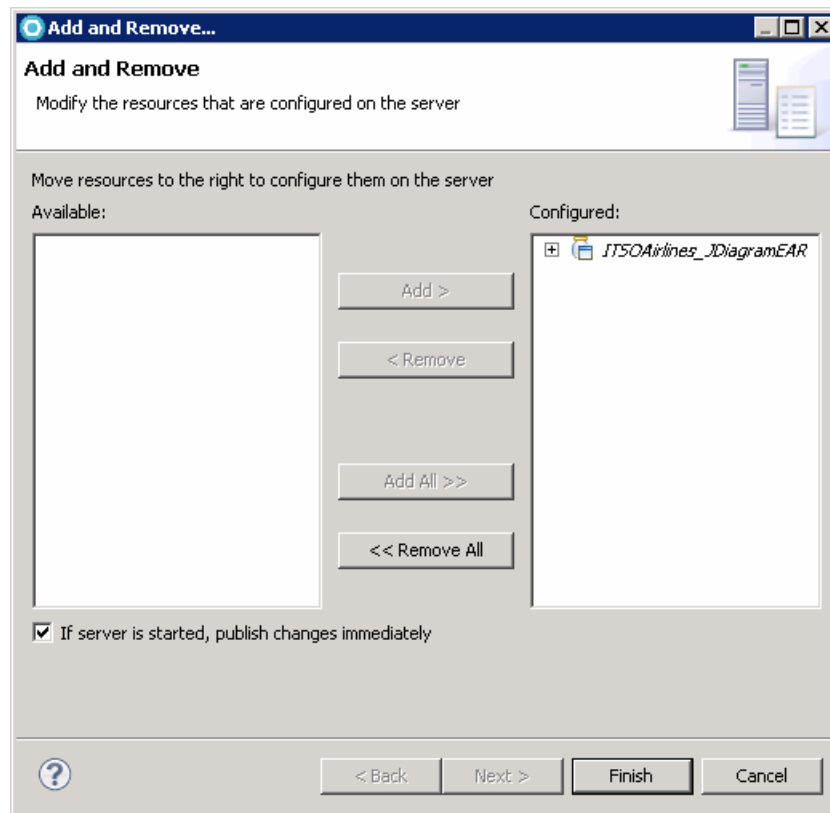 Add and Remove...
Add and Remove
Modify the resources that are configured on the server
Move resources to the right to configure them on the server
Available:
Configured:
ITSOAirlines_JDiagramEAR
Add >
< Remove
Add All >>
<< Remove All
If server is started, publish changes immediately
?
< Back
Next >
Finish
Cancel